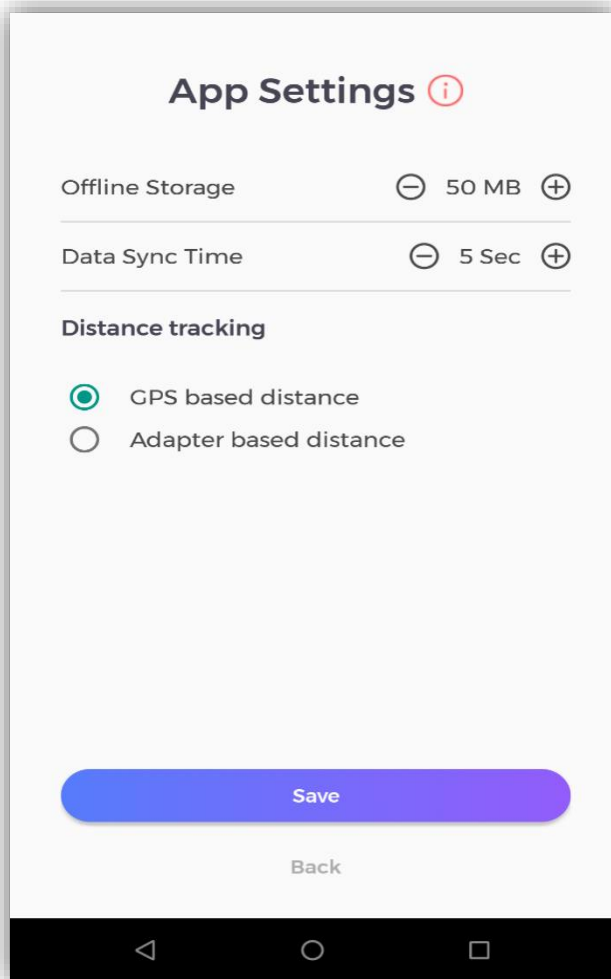 App Settings
Offline Storage 50 MB
Data Sync Time 5 Sec
Distance tracking
GPS based distance
Adapter based distance
Save
Back